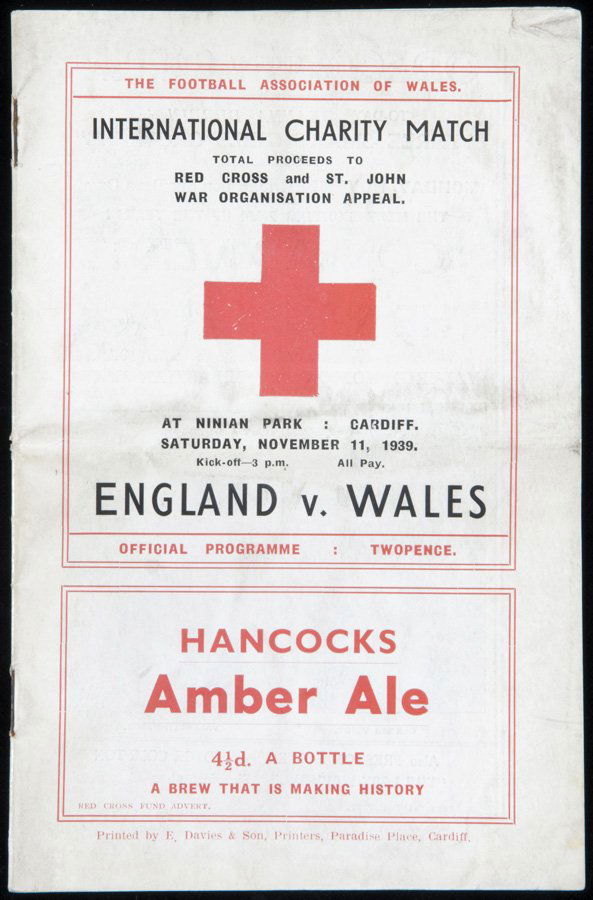 THE FOOTBALL ASSOCIATION OF WALES.
INTERNATIONAL CHARITY MATCH
TOTAL PROCEEDS TO
RED CROSS and ST. JOHN
WAR ORGANISATION APPEAL.
AT NINIAN PARK : CARDIFF.
SATURDAY, NOVEMBER 11, 1939.
Kick-off—3 p.m. All Pay.
ENGLAND v. WALES
OFFICIAL PROGRAMME : TWOPENCE.
HANCOCKS
Amber Ale
4½d. A BOTTLE
A BREW THAT IS MAKING HISTORY
RED CROSS FUND ADVERT.
Printed by E. Davies & Son, Printers, Paradise Place, Cardiff.